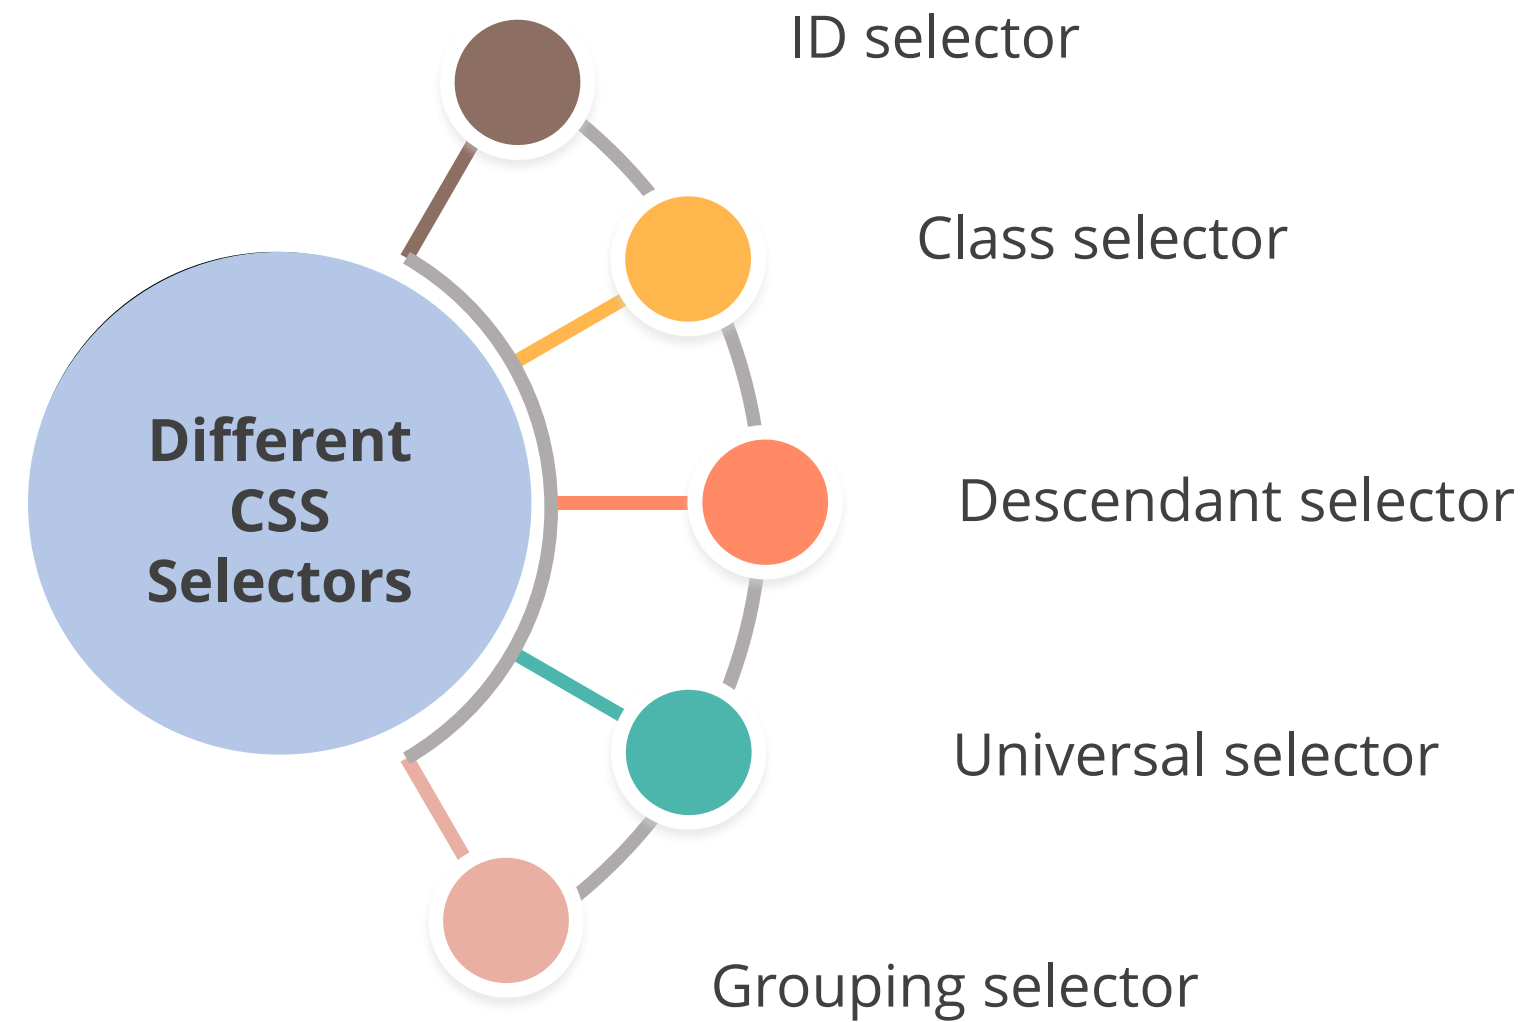 ID selector
Class selector
Different
CSS
Selectors
Descendant selector
Universal selector
Grouping selector